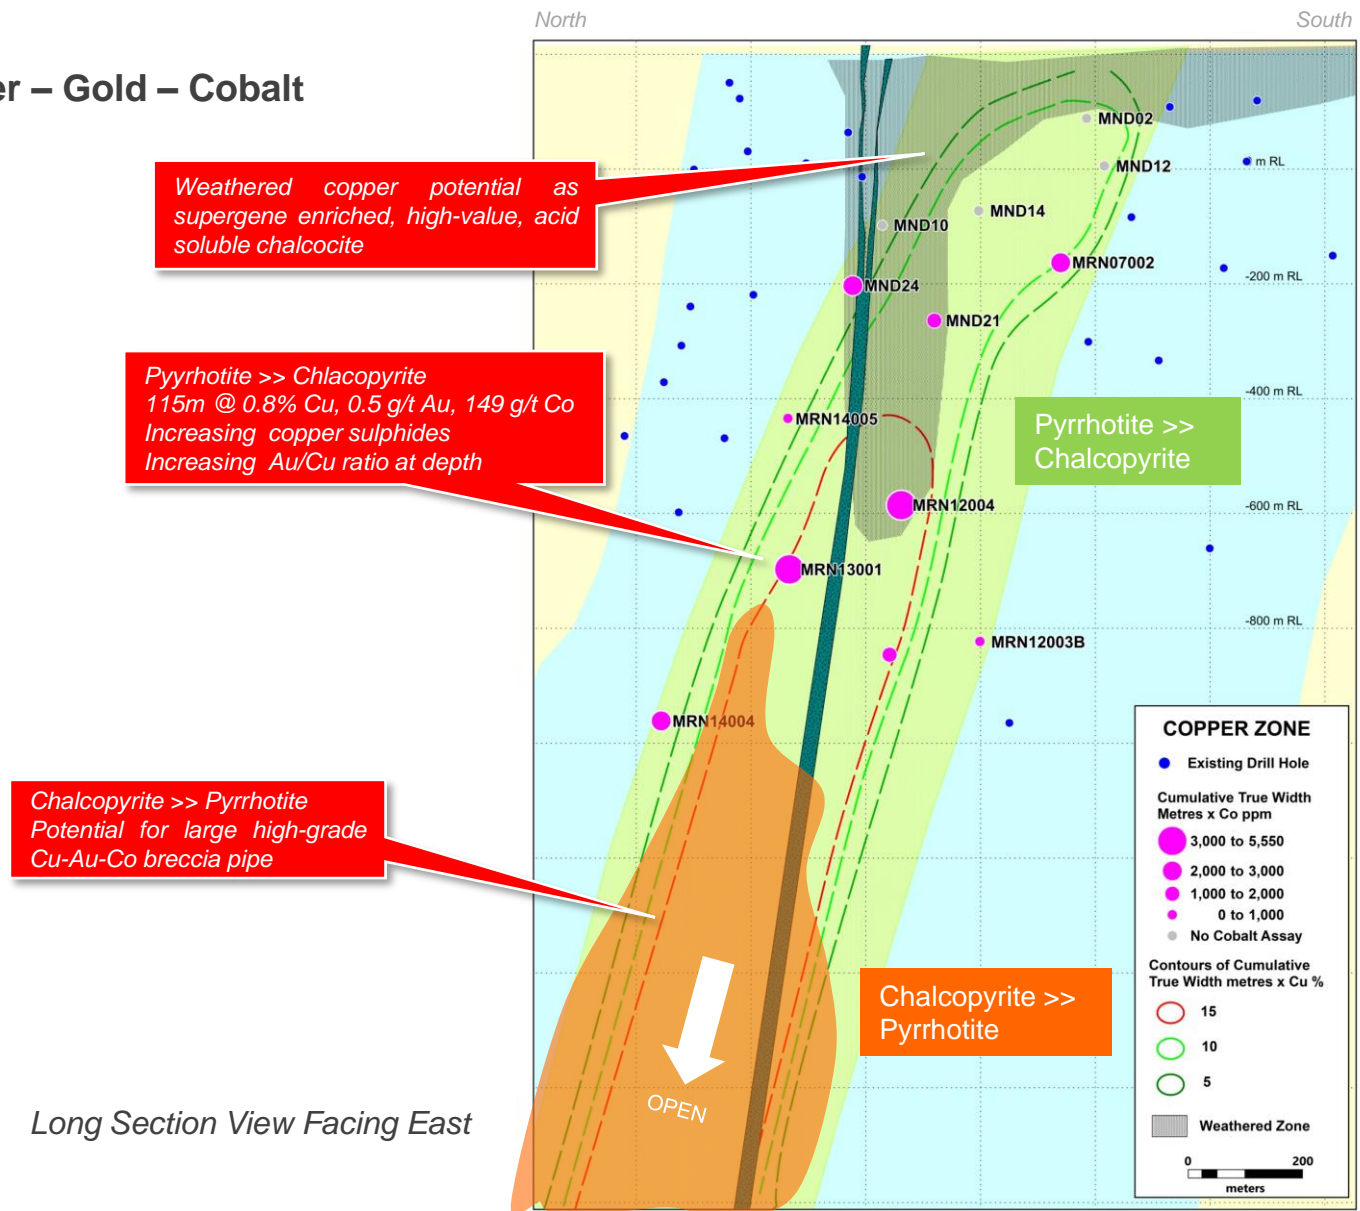 North
South
er – Gold – Cobalt
Weathered copper potential as
supergene enriched, high-value, acid
soluble chalcocite
Pyyrhotite >> Chlacopyrite
115m @ 0.8% Cu, 0.5 g/t Au, 149 g/t Co
Increasing copper sulphides
Increasing Au/Cu ratio at depth
Chalcopyrite >> Pyrrhotite
Potential for large high-grade
Cu-Au-Co breccia pipe
MND02
m RL
MND12
MND14
MND10
MRN07002
-200 m RL
MND24
MND21
-400 m RL
MRN14005
Pyrrhotite >>
Chalcopyrite
MRN12004
-600 m RL
MRN13001
-800 m RL
MRN12003B
MRN14004
Chalcopyrite >>
Pyrrhotite
OPEN
COPPER ZONE
Existing Drill Hole
Cumulative True Width
Metres x Co ppm
3,000 to 5,550
2,000 to 3,000
1,000 to 2,000
0 to 1,000
No Cobalt Assay
Contours of Cumulative
True Width metres x Cu %
15
10
5
Weathered Zone
0 200
meters
Long Section View Facing East